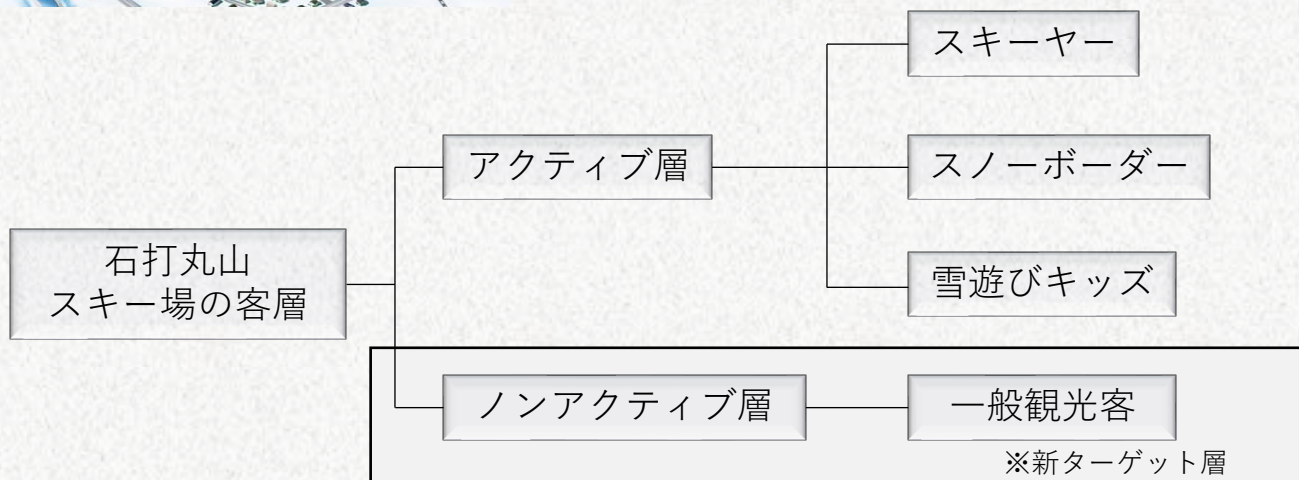 スキーヤー
アクティブ層
スノーボーダー
石打丸山
スキー場の客層
雪遊びキッズ
ノンアクティブ層
一般観光客
※新ターゲット層